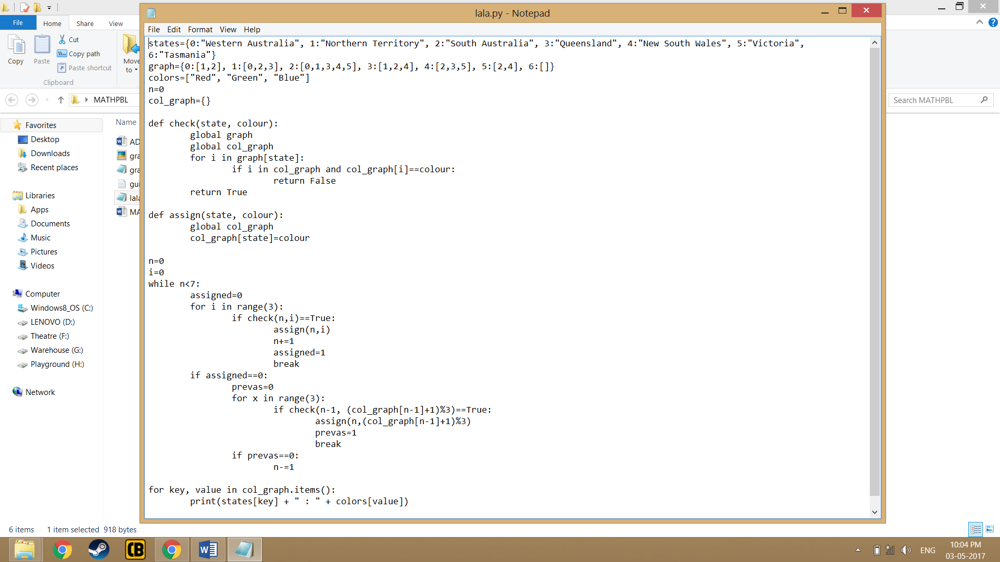 lala.py - Notepad
File Home Share View
File Edit Format View Help
Copy
Paste
Cut
Copy path
Paste shortcut
Move
to
Clipboard
MATHPBL
Search MATHPBL
Favorites
Desktop
Downloads
Recent places
Libraries
Apps
Documents
Music
Pictures
Videos
Computer
Windows8_OS (C:)
LENOVO (D:)
Theatre (F:)
Warehouse (G:)
Playground (H:)
Network
Name
AD
gra
gra
gui
lala
MA
states={0:"Western Australia", 1:"Northern Territory", 2:"South Australia", 3:"Queensland", 4:"New South Wales", 5:"Victoria",
6:"Tasmania"}
graph={0:[1,2], 1:[0,2,3], 2:[0,1,3,4,5], 3:[1,2,4], 4:[2,3,5], 5:[2,4], 6:[]}
colors=["Red", "Green", "Blue"]
n=0
col_graph={}
def check(state, colour):
global graph
global col_graph
for i in graph[state]:
if i in col_graph and col_graph[i]==colour:
return False
return True
def assign(state, colour):
global col_graph
col_graph[state]=colour
n=0
i=0
while n<7:
assigned=0
for i in range(3):
if check(n,i)==True:
assign(n,i)
n+=1
assigned=1
break
if assigned==0:
prevas=0
for x in range(3):
if check(n-1, (col_graph[n-1]+1)%3)==True:
assign(n,(col_graph[n-1]+1)%3)
prevas=1
break
if prevas==0:
n-=1
for key, value in col_graph.items():
print(states[key] + " : " + colors[value])
6 items 1 item selected 918 bytes
CB
W
ENG
10:04 PM
03-05-2017